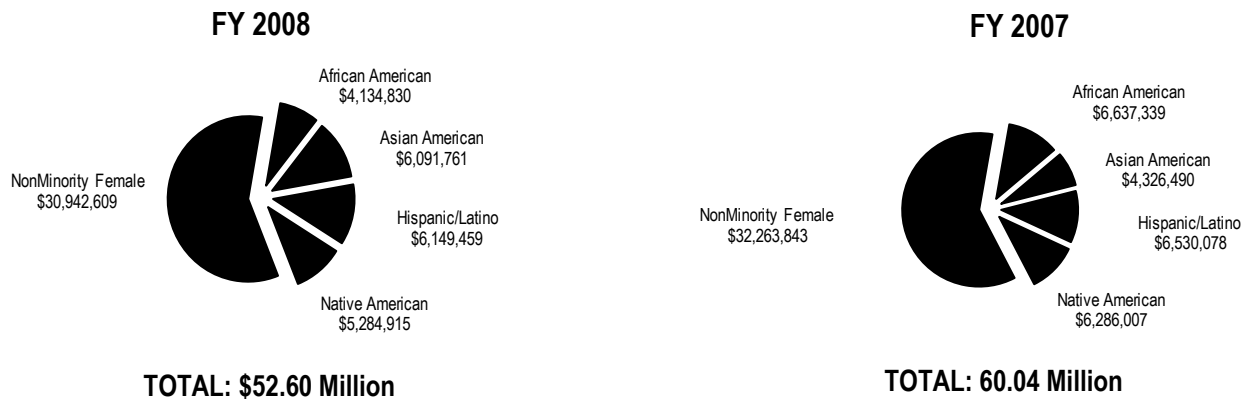 FY 2008
African American
$4,134,830
Asian American
$6,091,761
NonMinority Female
$30,942,609
Hispanic/Latino
$6,149,459
Native American
$5,284,915
TOTAL: $52.60 Million
FY 2007
African American
$6,637,339
Asian American
$4,326,490
NonMinority Female
$32,263,843
Hispanic/Latino
$6,530,078
Native American
$6,286,007
TOTAL: 60.04 Million